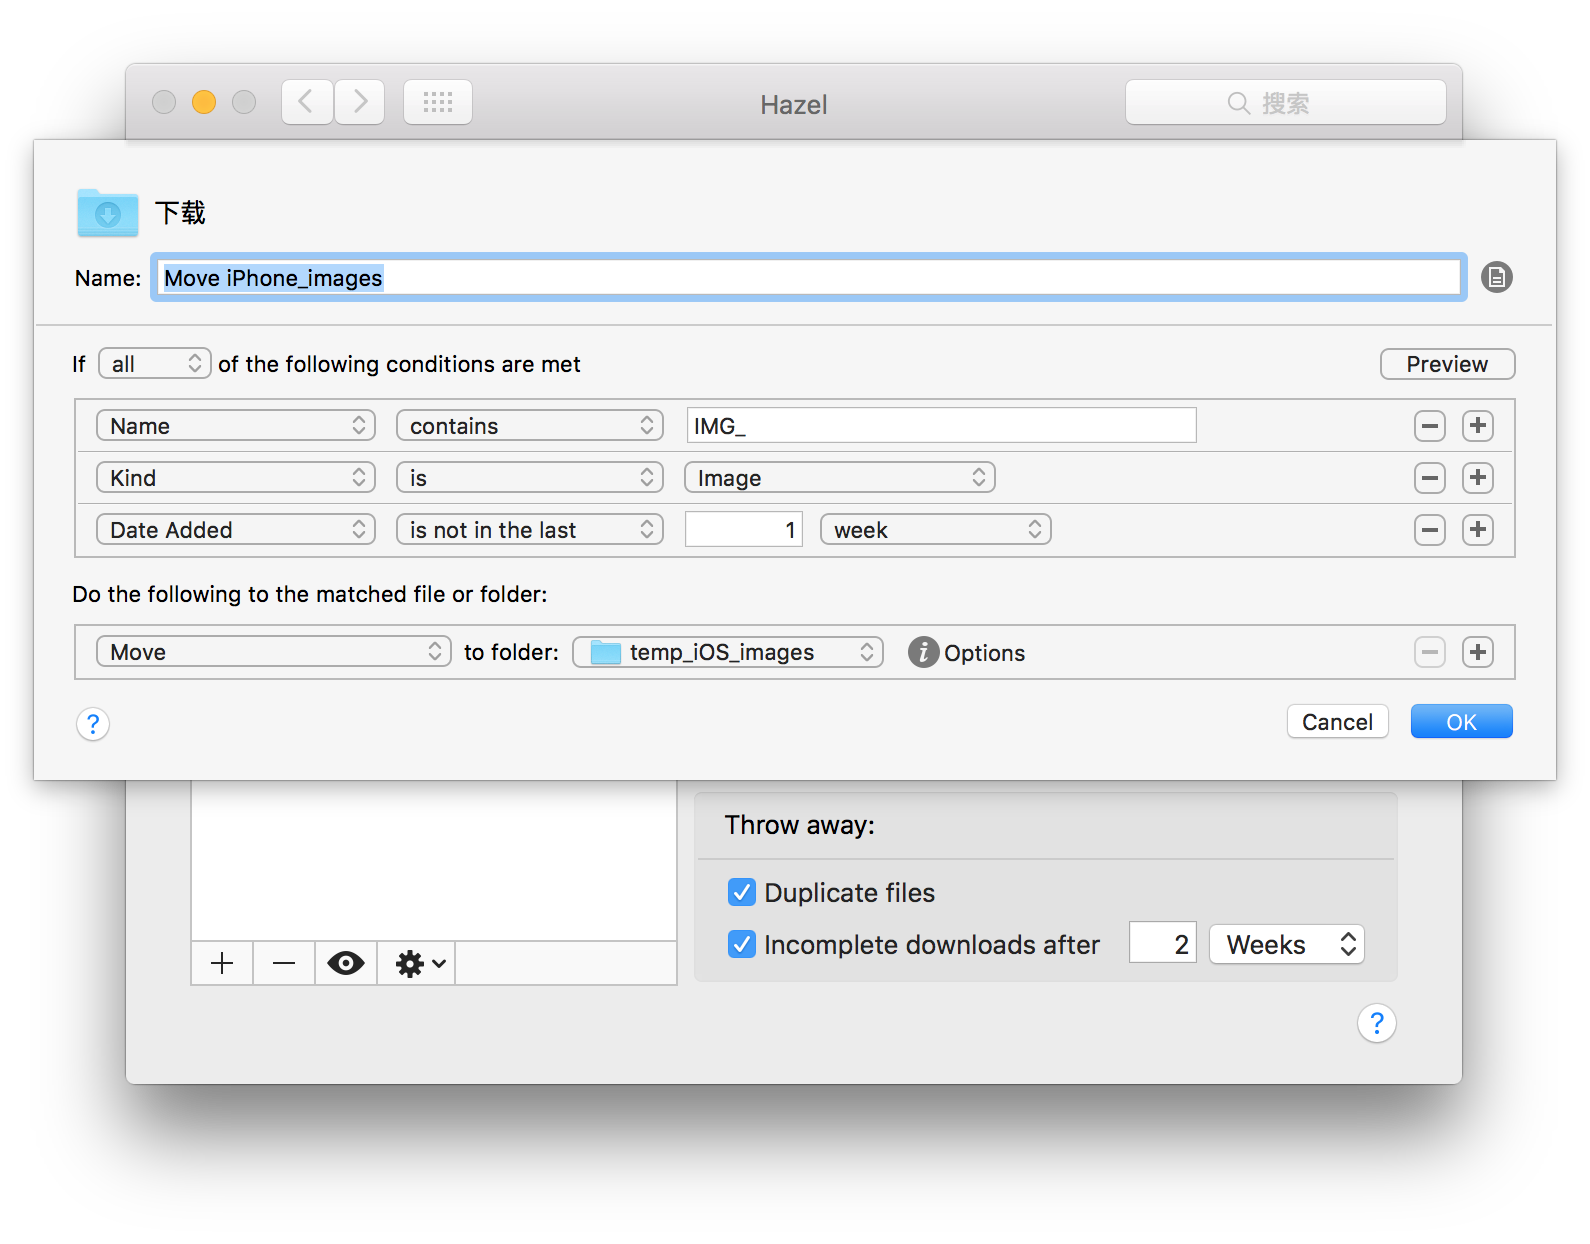 Hazel
搜索
下载
Name: Move iPhone_images
If all of the following conditions are met Preview
Name contains IMG_
Kind is Image
Date Added is not in the last 1 week
Do the following to the matched file or folder:
Move to folder: temp_iOS_images i Options
? Cancel OK
Throw away:
Duplicate files
Incomplete downloads after 2 Weeks
?